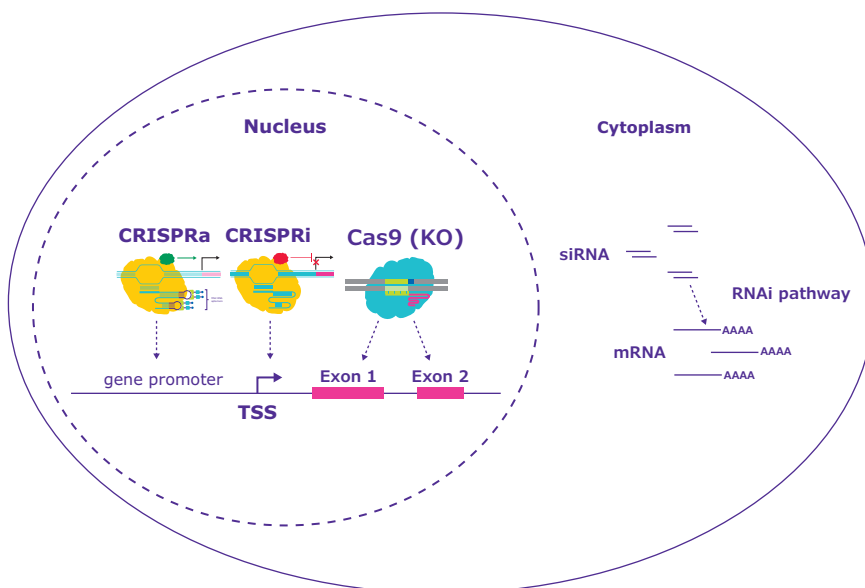 Nucleus
Cytoplasm
CRISPRa
CRISPRi
Cas9 (KO)
siRNA
RNAi pathway
AAAA
mRNA
AAAA
AAAA
gene promoter
TSS
Exon 1
Exon 2